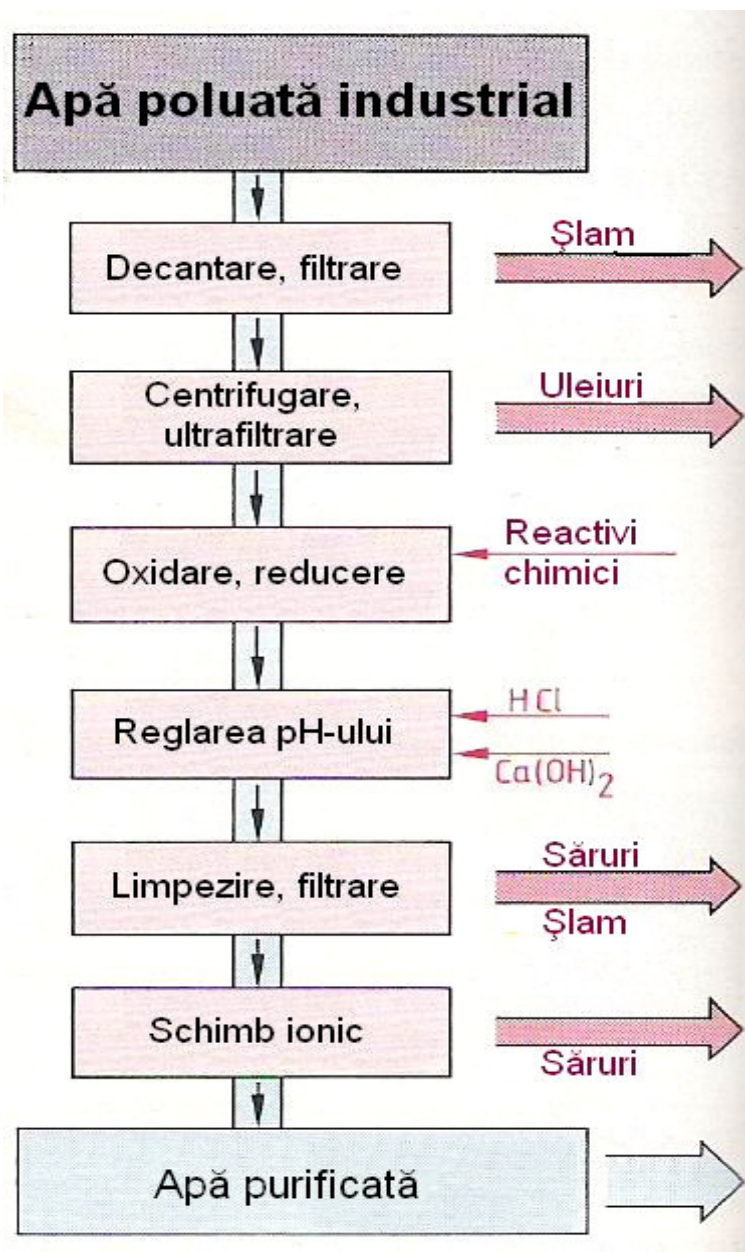 Apă poluată industrial
Decantare, filtrare
Şlam
Centrifugare,
ultrafiltrare
Uleiuri
Oxidare, reducere
Reactivi
chimici
Reglarea pH-ului
HCl
Ca(OH)₂
Limpezire, filtrare
Săruri
Şlam
Schimb ionic
Săruri
Apă purificată